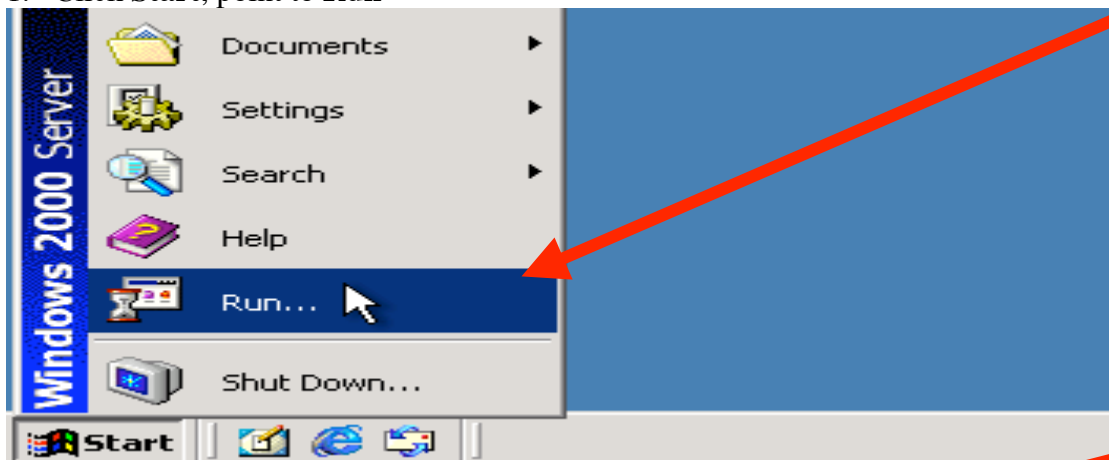 Documents
Settings
Search
Help
Run...
Shut Down...
Windows 2000 Server
Start